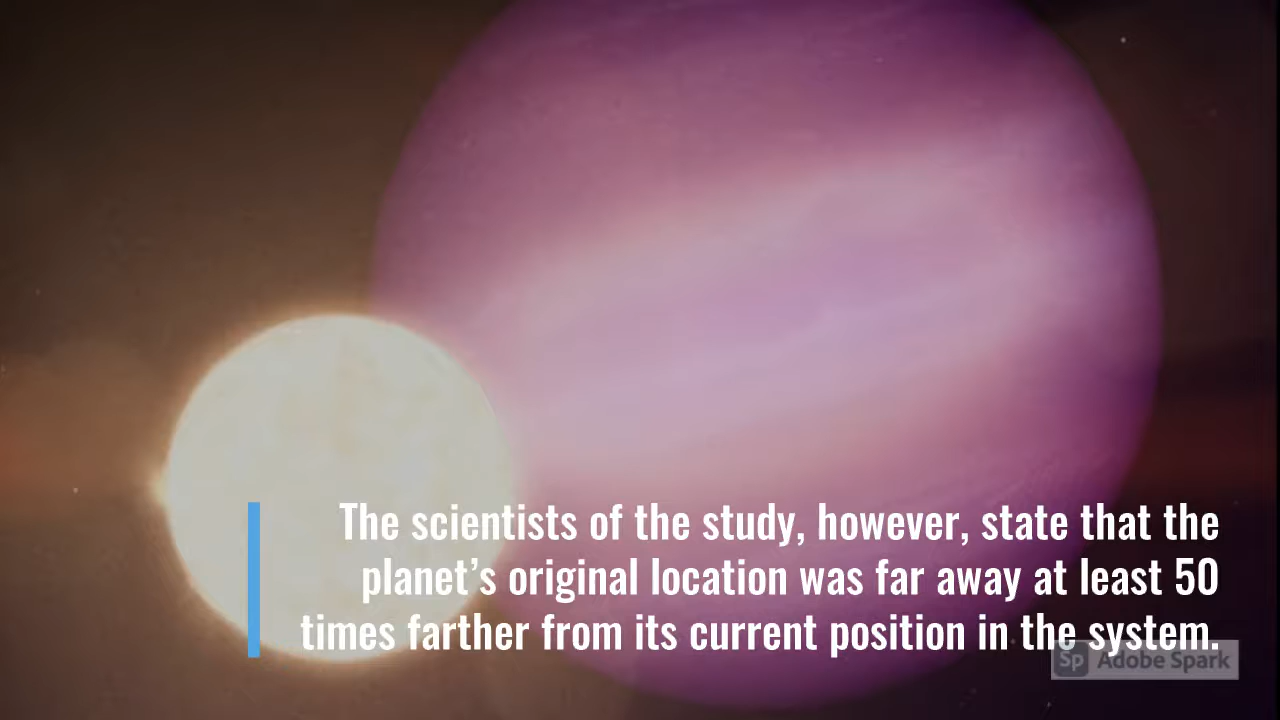 The scientists of the study, however, state that the
planet’s original location was far away at least 50
times farther from its current position in the system.
Sp Adobe Spark